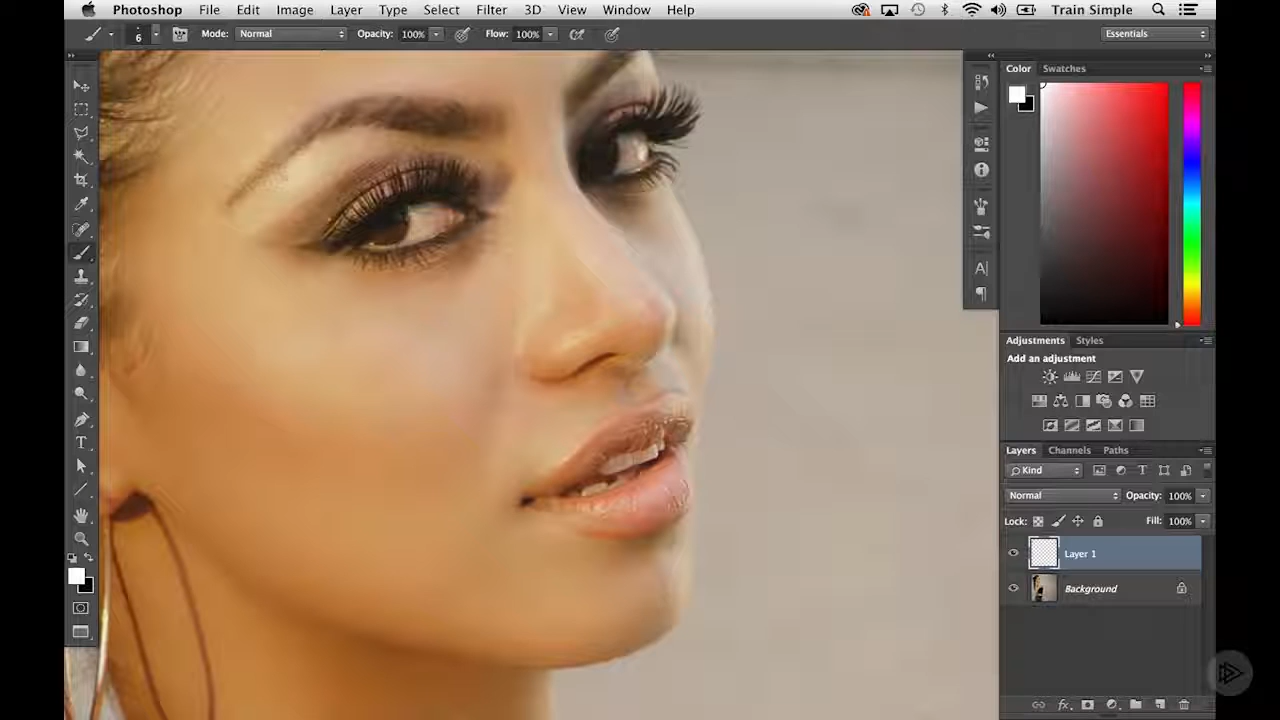 Photoshop File Edit Image Layer Type Select Filter 3D View Window Help Train Simple
6 Mode: Normal Opacity: 100% Flow: 100% Essentials
Color Swatches
Adjustments Styles
Add an adjustment
Layers Channels Paths
Kind
Normal Opacity: 100%
Lock: Fill: 100%
Layer 1
Background